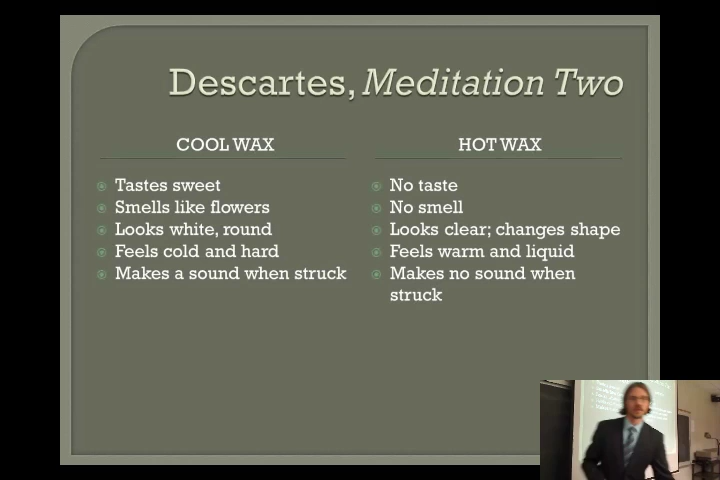 Descartes, Meditation Two
COOL WAX
Tastes sweet
Smells like flowers
Looks white, round
Feels cold and hard
Makes a sound when struck
HOT WAX
No taste
No smell
Looks clear; changes shape
Feels warm and liquid
Makes no sound when
struck